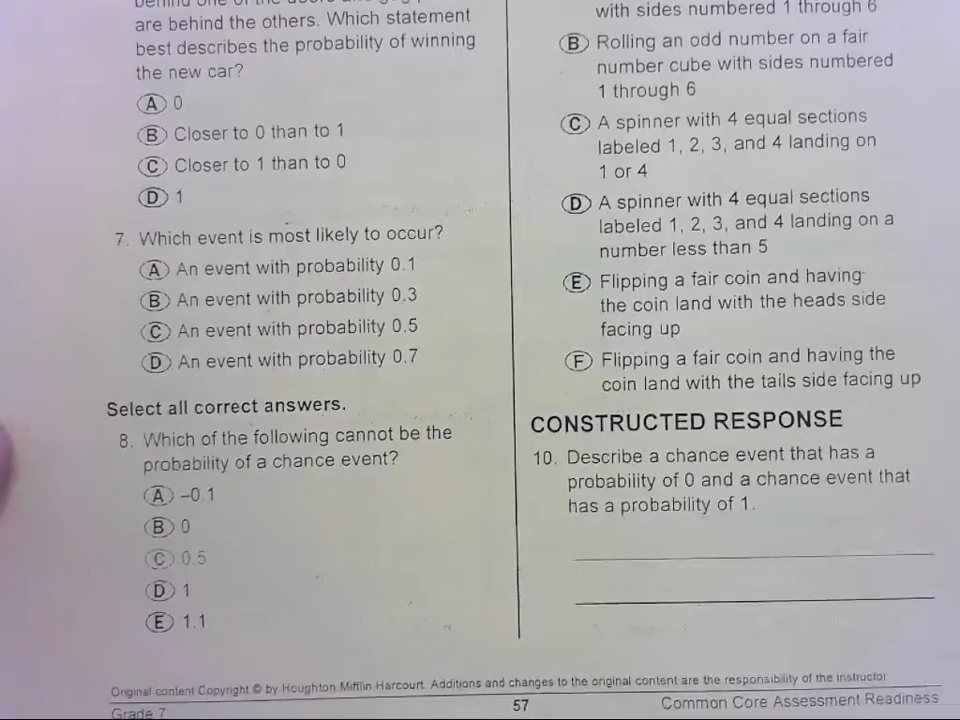 are behind the others. Which statement
best describes the probability of winning
the new car?
Ⓐ 0
Ⓑ Closer to 0 than to 1
Ⓒ Closer to 1 than to 0
Ⓓ 1
7. Which event is most likely to occur?
Ⓐ An event with probability 0.1
Ⓑ An event with probability 0.3
Ⓒ An event with probability 0.5
Ⓓ An event with probability 0.7
Select all correct answers.
8. Which of the following cannot be the
probability of a chance event?
Ⓐ –0.1
Ⓑ 0
Ⓒ 0.5
Ⓓ 1
Ⓔ 1.1
with sides numbered 1 through 6
Ⓑ Rolling an odd number on a fair
number cube with sides numbered
1 through 6
Ⓒ A spinner with 4 equal sections
labeled 1, 2, 3, and 4 landing on
1 or 4
Ⓓ A spinner with 4 equal sections
labeled 1, 2, 3, and 4 landing on a
number less than 5
Ⓔ Flipping a fair coin and having
the coin land with the heads side
facing up
Ⓕ Flipping a fair coin and having the
coin land with the tails side facing up
CONSTRUCTED RESPONSE
10. Describe a chance event that has a
probability of 0 and a chance event that
has a probability of 1.
Original content Copyright © by Houghton Mifflin Harcourt. Additions and changes to the original content are the responsibility of the instructor
Grade 7
57
Common Core Assessment Readiness